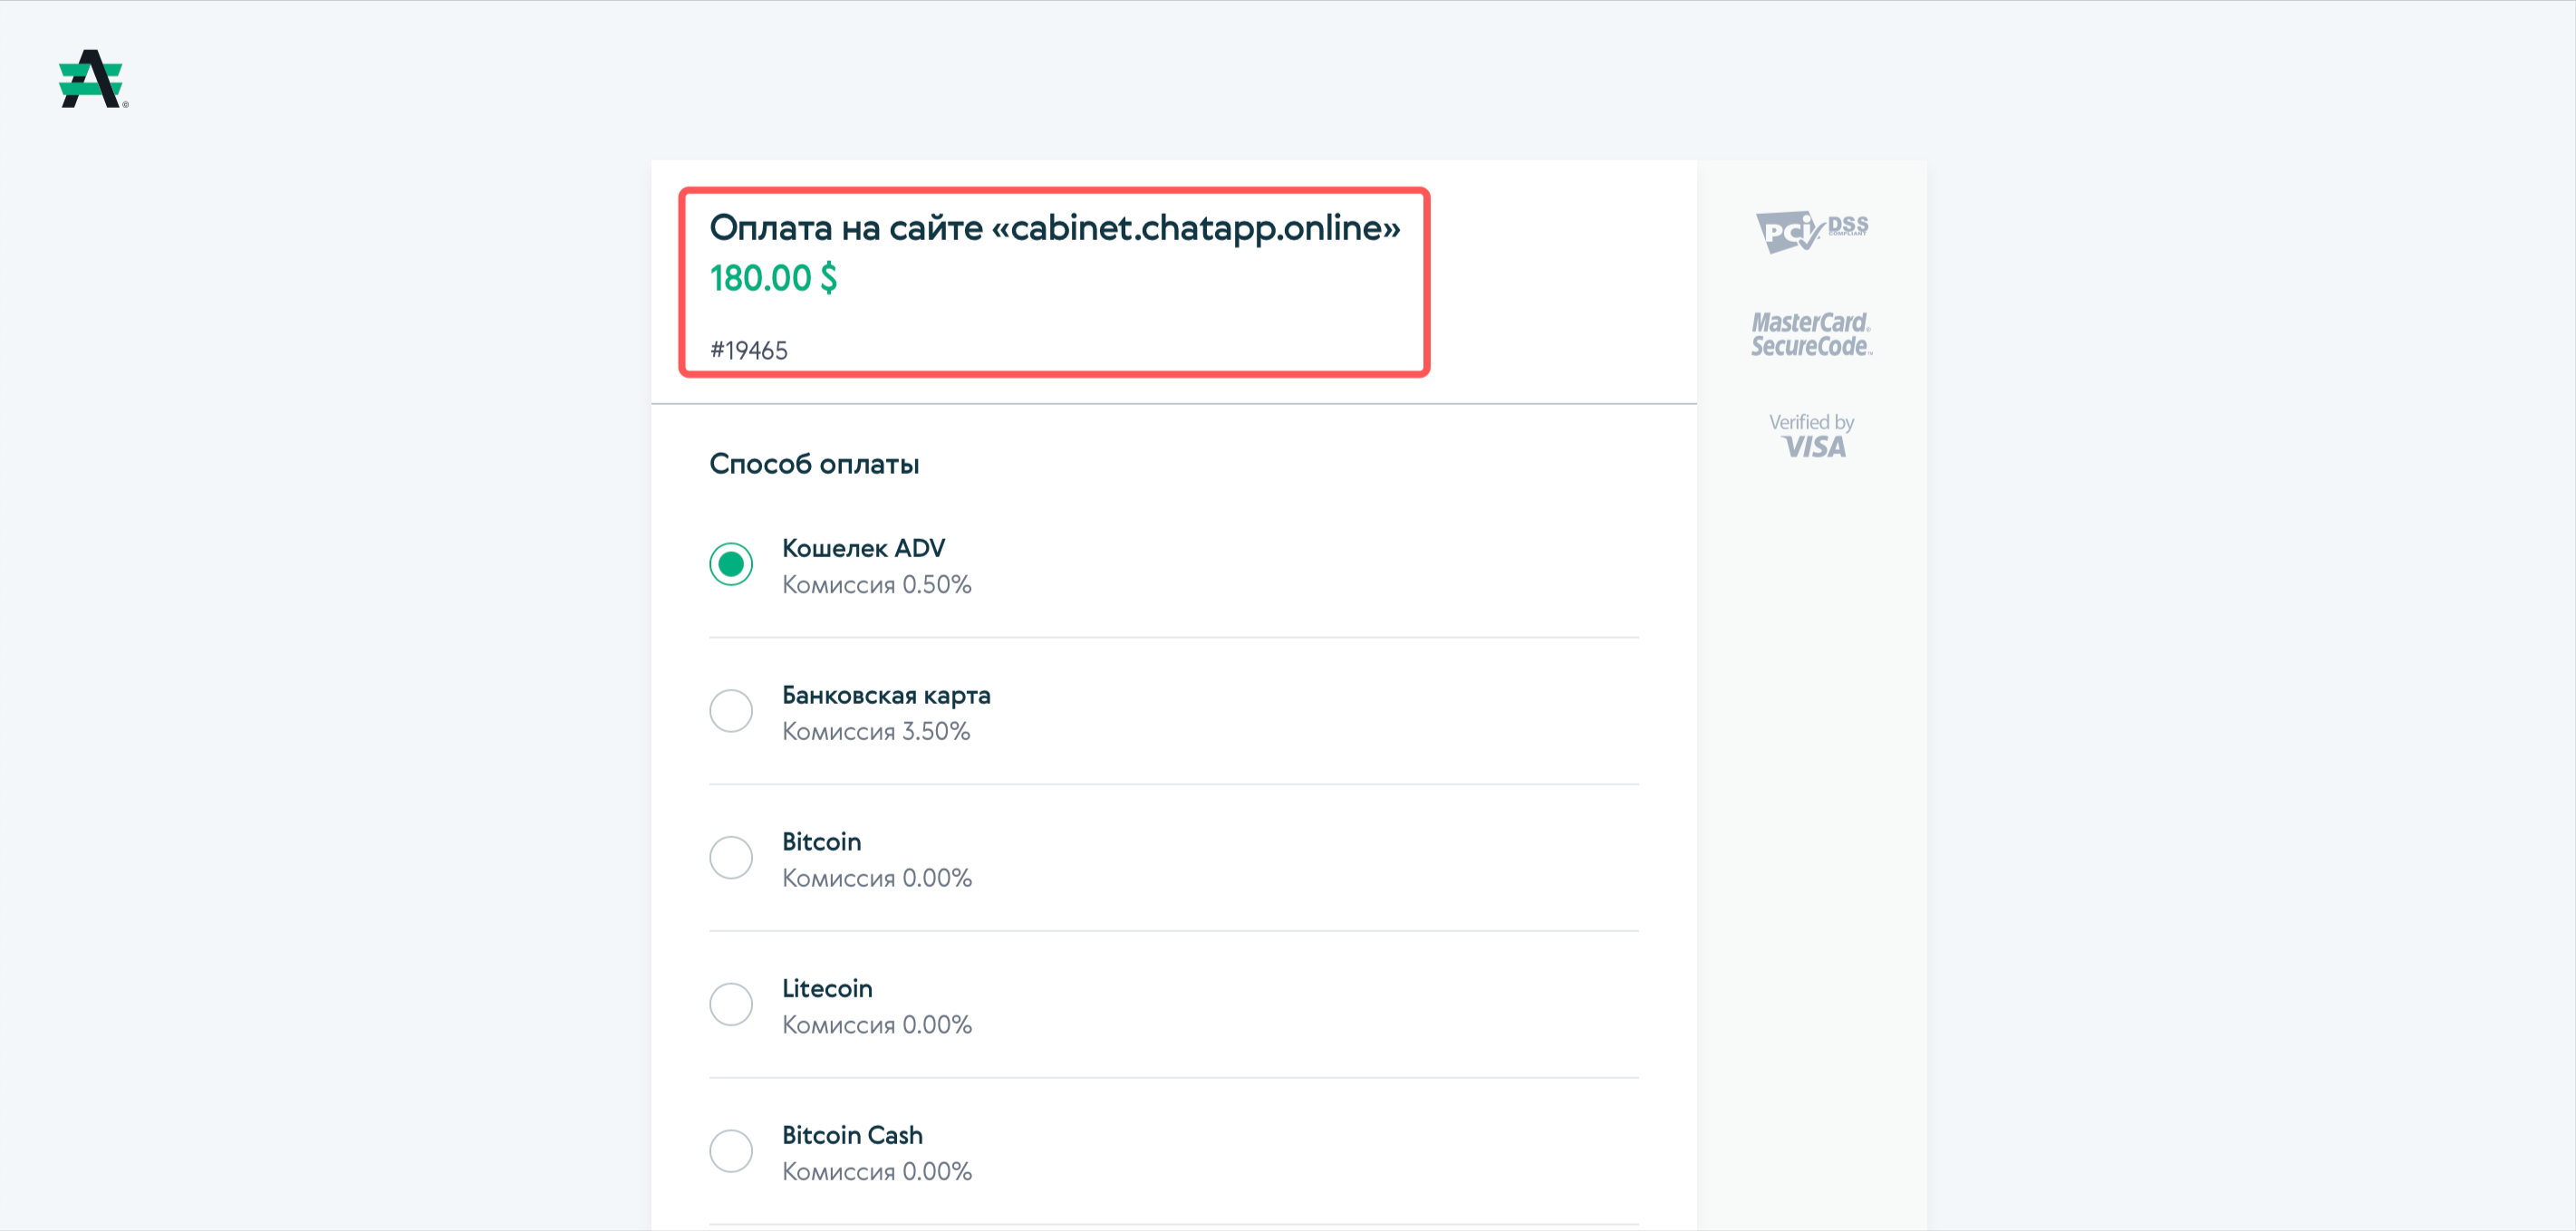 Оплата на сайте «cabinet.chatapp.online»
180.00 $
#19465
Способ оплаты
Кошелек ADV
Комиссия 0.50%
Банковская карта
Комиссия 3.50%
Bitcoin
Комиссия 0.00%
Litecoin
Комиссия 0.00%
Bitcoin Cash
Комиссия 0.00%
PCI DSS
COMPLIANT
MasterCard®
SecureCode™
Verified by
VISA